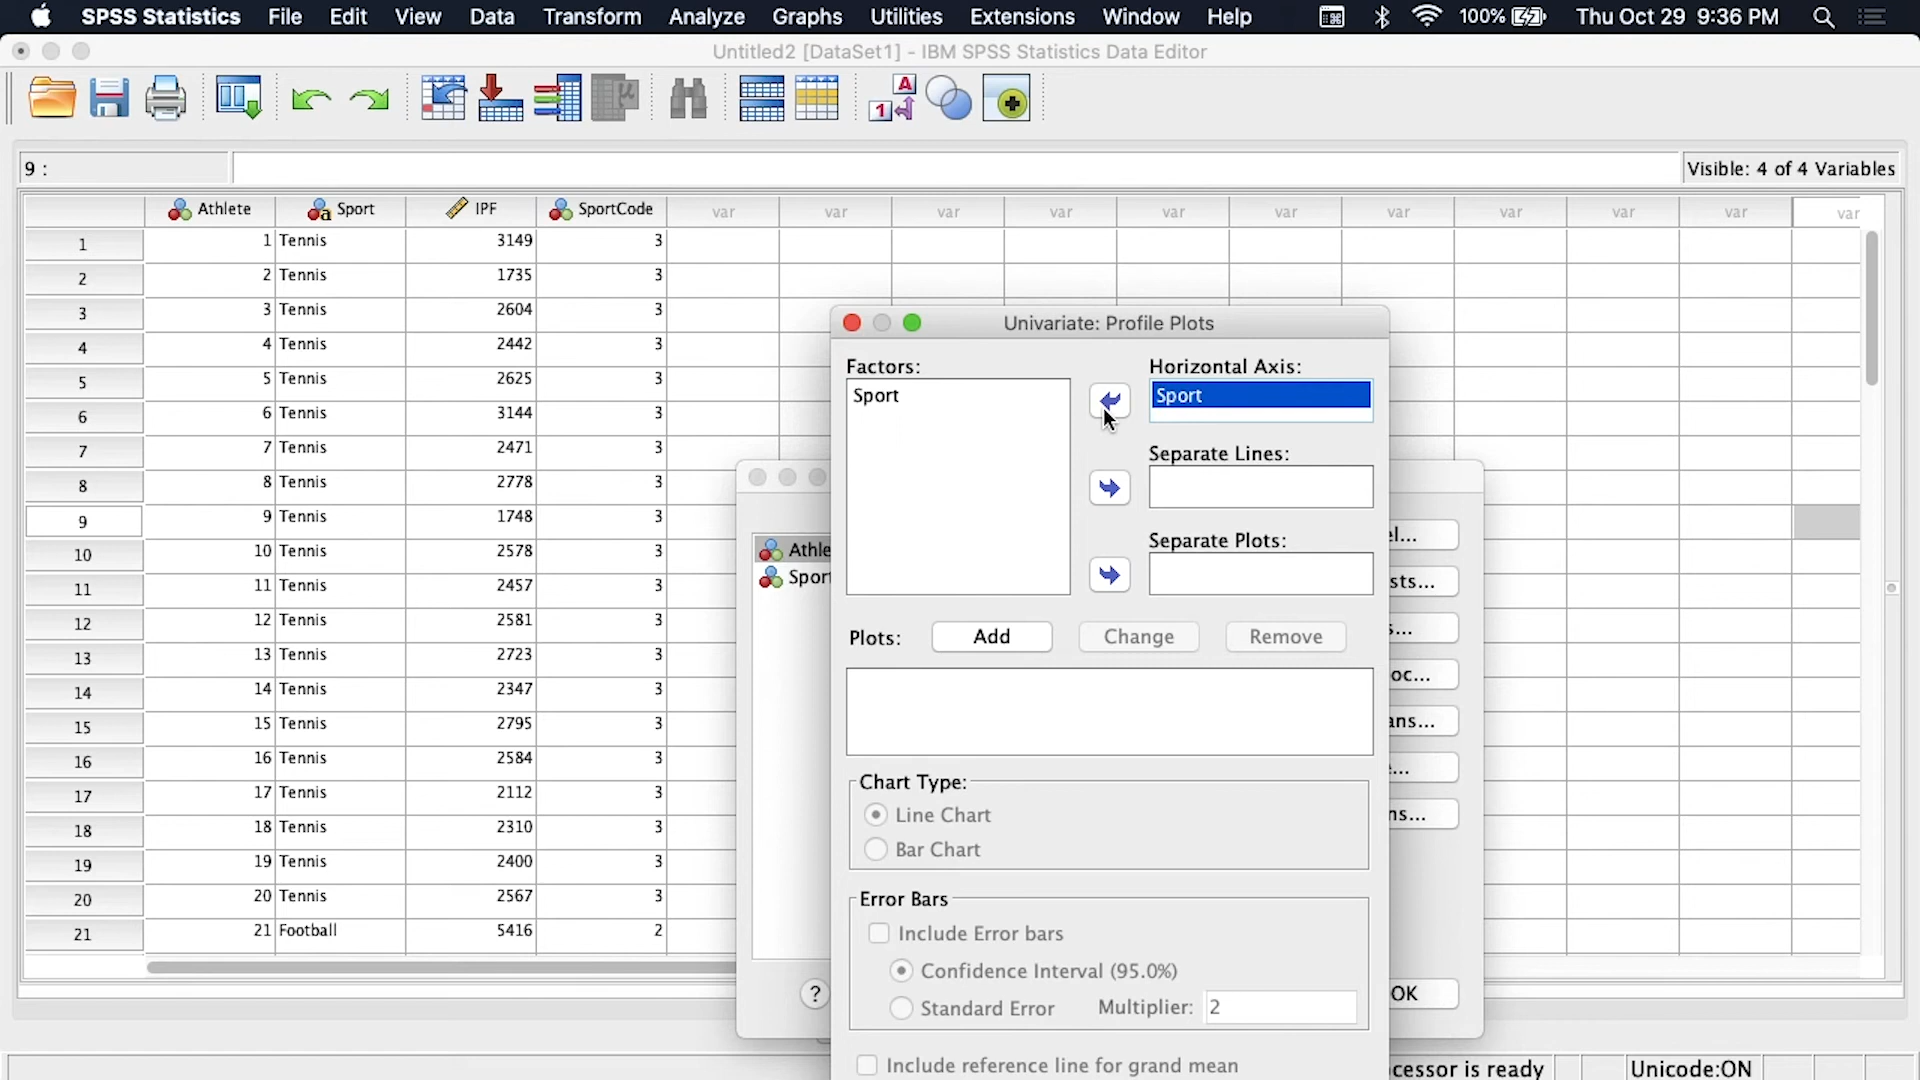 SPSS Statistics File Edit View Data Transform Analyze Graphs Utilities Extensions Window Help 100% Thu Oct 29 9:36 PM
Untitled2 [DataSet1] - IBM SPSS Statistics Data Editor
9 : Visible: 4 of 4 Variables
Athlete Sport IPF SportCode var var var var var var var var var var var
1 1 Tennis 3149 3
2 2 Tennis 1735 3
3 3 Tennis 2604 3
4 4 Tennis 2442 3
5 5 Tennis 2625 3
6 6 Tennis 3144 3
7 7 Tennis 2471 3
8 8 Tennis 2778 3
9 9 Tennis 1748 3
10 10 Tennis 2578 3
11 11 Tennis 2457 3
12 12 Tennis 2581 3
13 13 Tennis 2723 3
14 14 Tennis 2347 3
15 15 Tennis 2795 3
16 16 Tennis 2584 3
17 17 Tennis 2112 3
18 18 Tennis 2310 3
19 19 Tennis 2400 3
20 20 Tennis 2567 3
21 21 Football 5416 2
Univariate: Profile Plots
Factors: Horizontal Axis:
Sport Sport
Separate Lines:
Separate Plots:
Plots: Add Change Remove
Chart Type:
Line Chart
Bar Chart
Error Bars
Include Error bars
Confidence Interval (95.0%)
Standard Error Multiplier: 2
Include reference line for grand mean
Athle
Sport
el...
sts...
s...
oc...
ans...
...
ns...
? OK
cessor is ready Unicode:ON